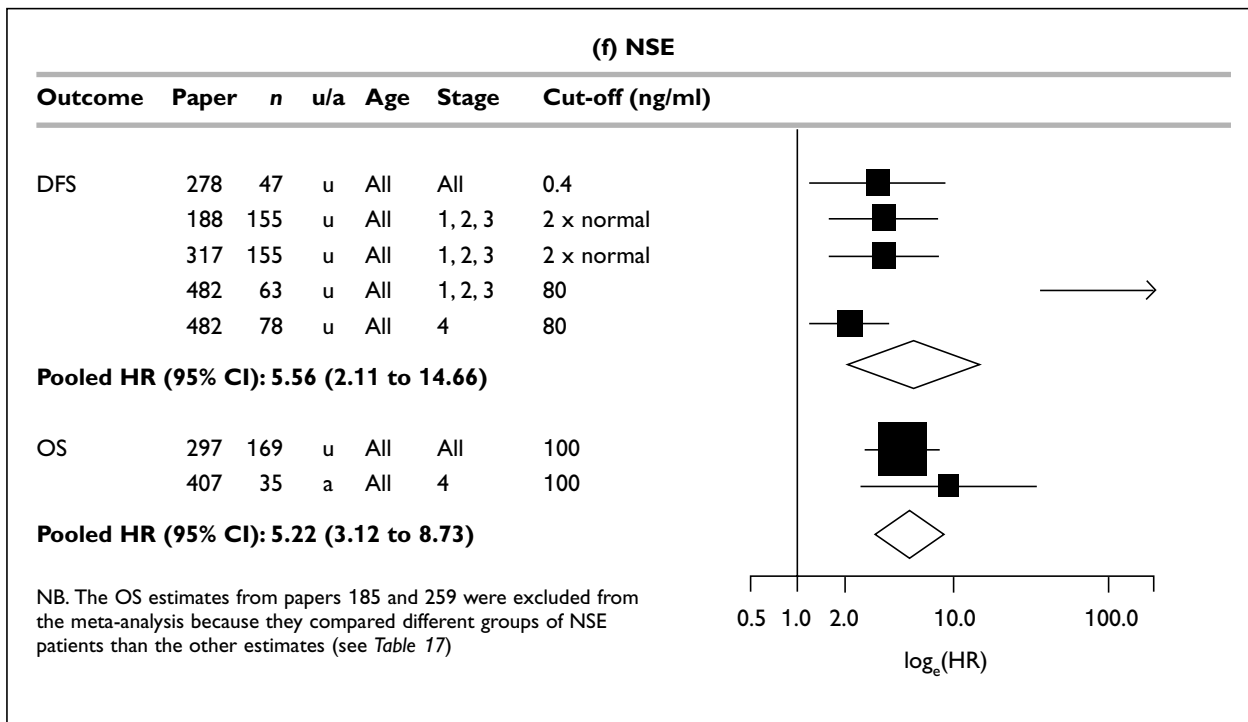 (f) NSE
Outcome Paper n u/a Age Stage Cut-off (ng/ml)
DFS 278 47 u All All 0.4
188 155 u All 1, 2, 3 2 x normal
317 155 u All 1, 2, 3 2 x normal
482 63 u All 1, 2, 3 80
482 78 u All 4 80
Pooled HR (95% CI): 5.56 (2.11 to 14.66)
OS 297 169 u All All 100
407 35 a All 4 100
Pooled HR (95% CI): 5.22 (3.12 to 8.73)
NB. The OS estimates from papers 185 and 259 were excluded from
the meta-analysis because they compared different groups of NSE
patients than the other estimates (see Table 17)
0.5 1.0 2.0 10.0 100.0
loge(HR)